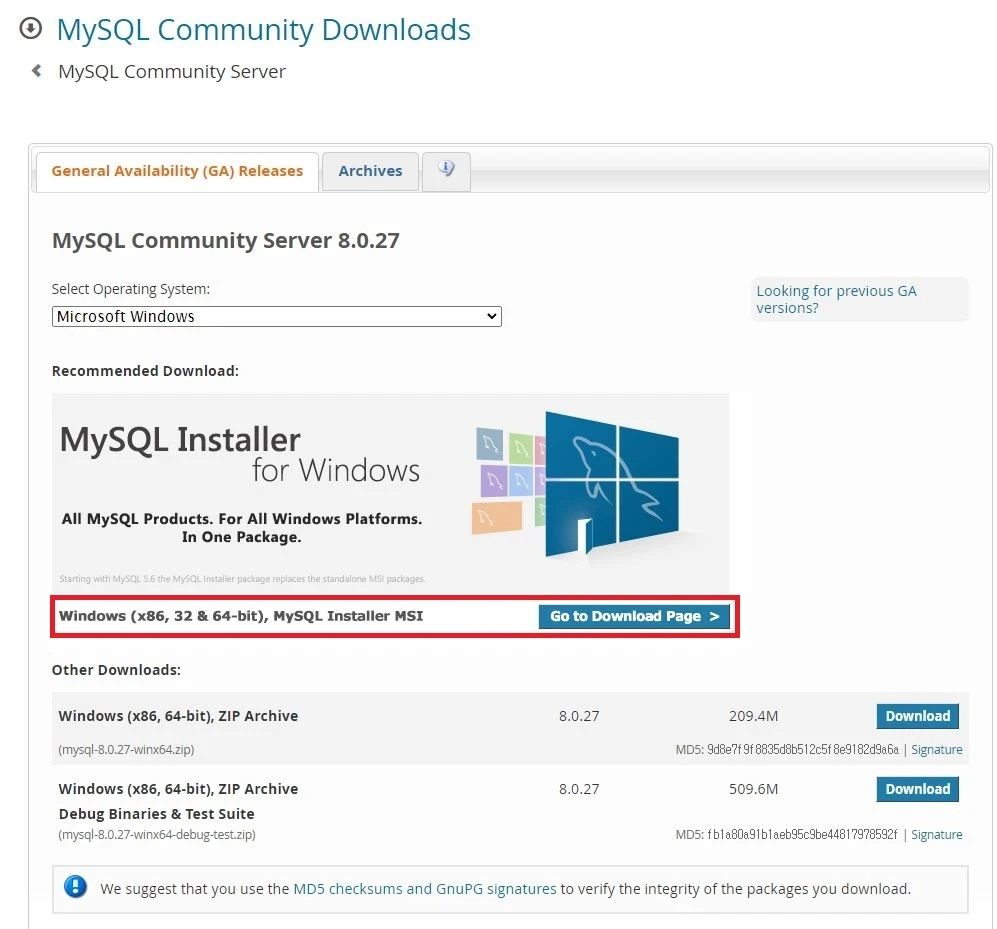 MySQL Community Downloads
MySQL Community Server
General Availability (GA) Releases
Archives
MySQL Community Server 8.0.27
Select Operating System:
Looking for previous GA
versions?
Microsoft Windows
Recommended Download:
MySQL Installer
for Windows
All MySQL Products. For All Windows Platforms.
In One Package.
Starting with MySQL 5.6 the MySQL Installer package replaces the standalone MSI packages.
Windows (x86, 32 & 64-bit), MySQL Installer MSI Go to Download Page >
Other Downloads:
Windows (x86, 64-bit), ZIP Archive 8.0.27 209.4M Download
(mysql-8.0.27-winx64.zip) MD5: 9d8e7f9f8835d8b512c5f8e9182d9a6a | Signature
Windows (x86, 64-bit), ZIP Archive 8.0.27 509.6M Download
Debug Binaries & Test Suite
(mysql-8.0.27-winx64-debug-test.zip) MD5: fb1a80a91b1aeb95c9be44817978592f | Signature
We suggest that you use the MD5 checksums and GnuPG signatures to verify the integrity of the packages you download.